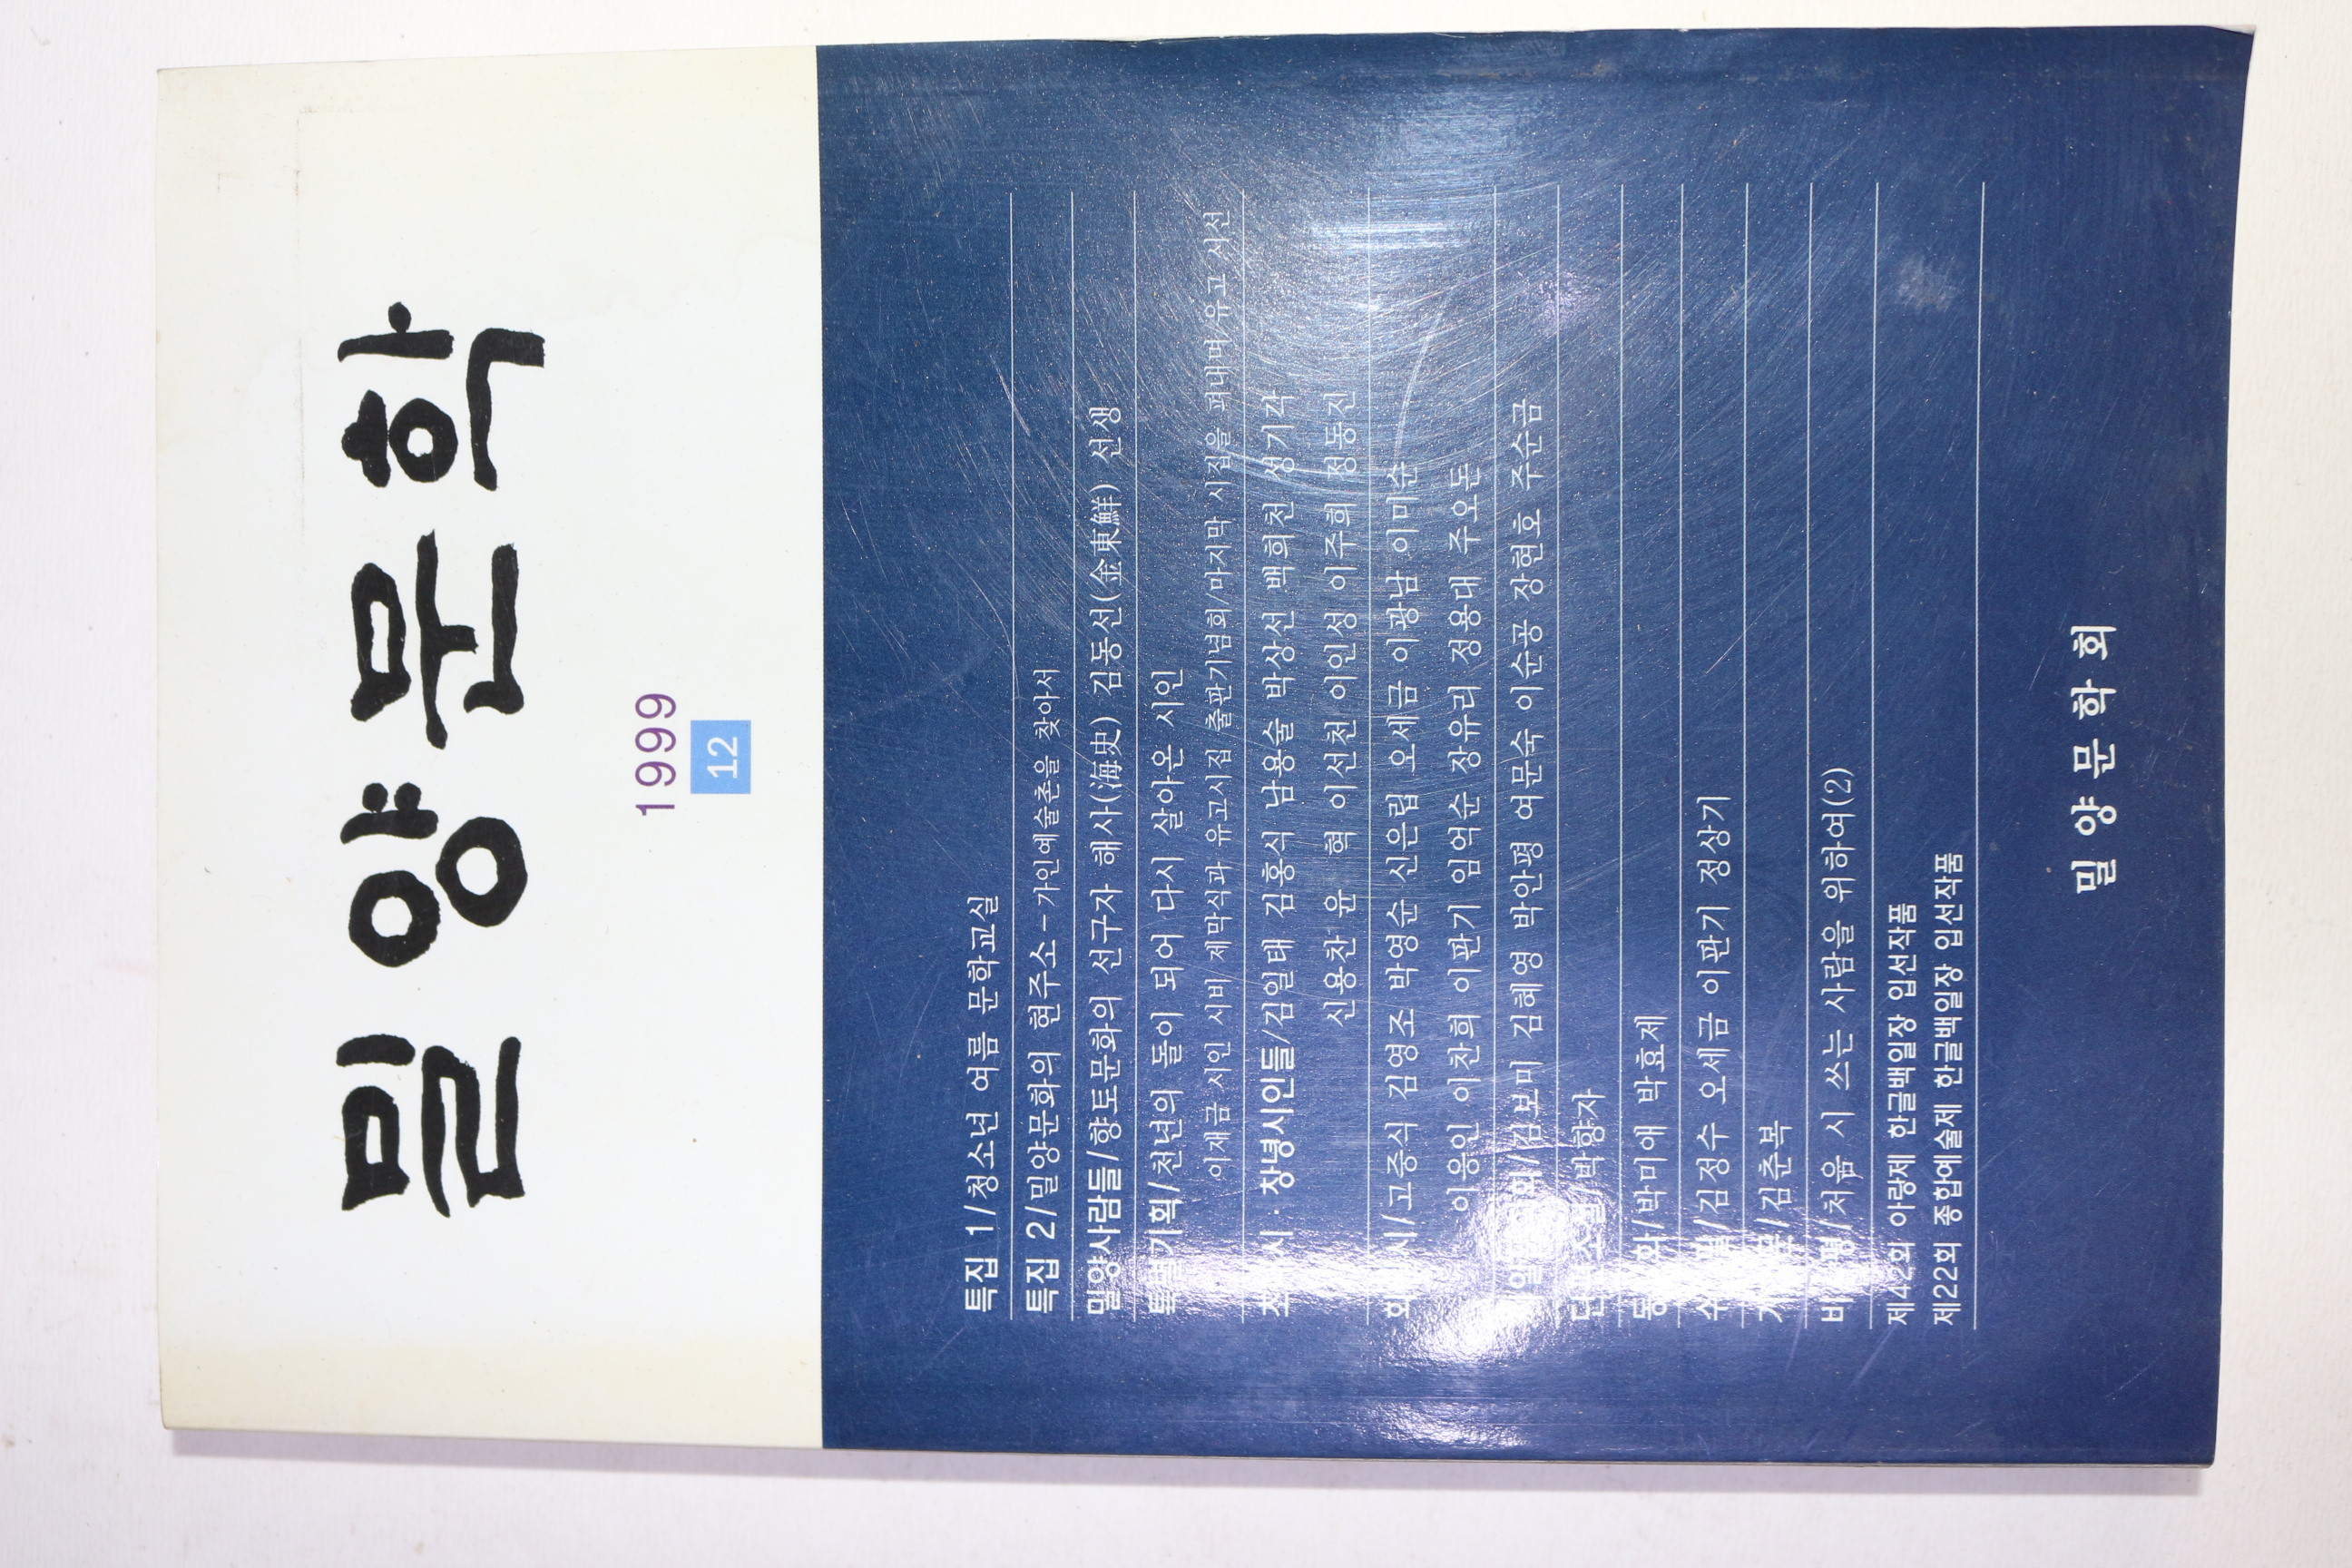 밀양문학
1999
12
특집 1/청소년 여름 문학교실
특집 2/밀양문화의 현주소 - 가인예술촌을 찾아서
밀양사람들/향토문화의 선구자 해사(海史) 김동선(金東鮮) 선생
특별기획/천년의 돌이 되어 다시 살아온 시인
이재금 시인 시비 제막식과 유고시집 출판기념회/마지막 시집을 펴내며/유고 시선
시 · 창녕시인들/김일태 김홍식 남용술 박상선 백희천 성기각
신용찬 윤 혁 이선천 이인성 이주희 정동진
회 시/고증식 김영조 박영순 신은립 오세금 이광남 이미순
이응인 이찬희 이판기 임억순 장유리 정용대 주오돈
김보미 김혜영 박안평 여문숙 이순공 장현호 주순금
박향자
동 화/박미애 박효제
수 필/김정수 오세금 이판기 정상기
김춘복
비 평/처음 시 쓰는 사람을 위하여(2)
제42회 아랑제 한글백일장 입선작품
제22회 종합예술제 한글백일장 입선작품
밀양문학회